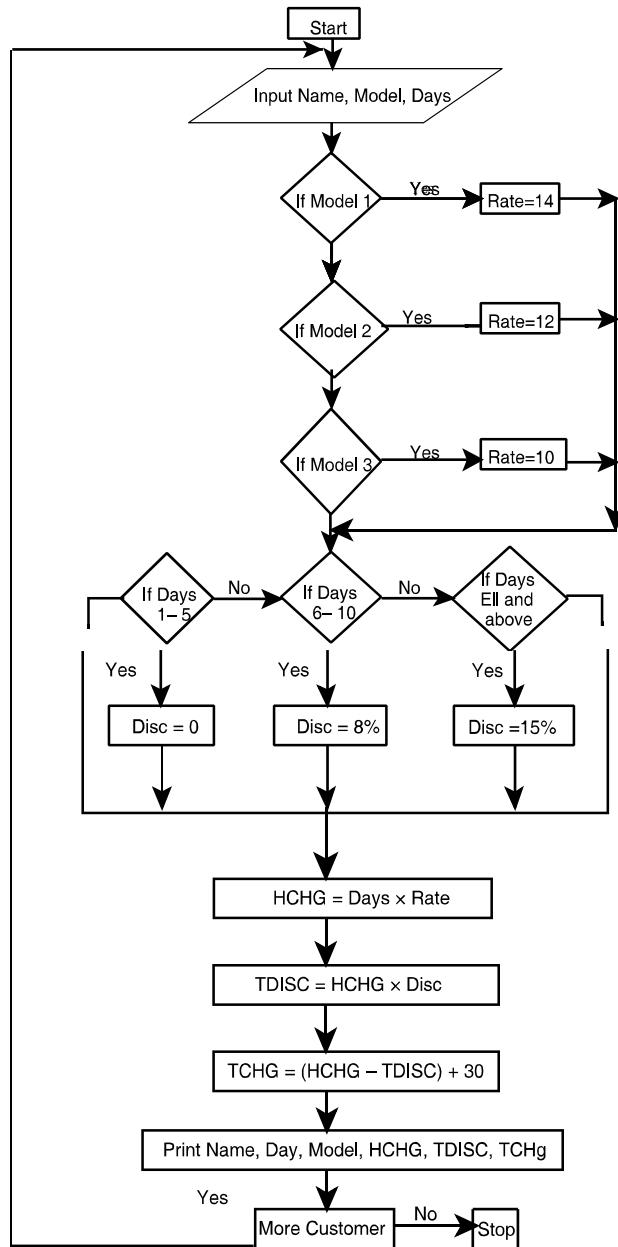 Start
Input Name, Model, Days
If Model 1
Yes
Rate=14
If Model 2
Yes
Rate=12
If Model 3
Yes
Rate=10
If Days
1– 5
No
If Days
6– 10
No
If Days
Ell and
above
Yes
Yes
Yes
Disc = 0
Disc = 8%
Disc =15%
HCHG = Days × Rate
TDISC = HCHG × Disc
TCHG = (HCHG – TDISC) + 30
Print Name, Day, Model, HCHG, TDISC, TCHg
Yes
More Customer
No
Stop